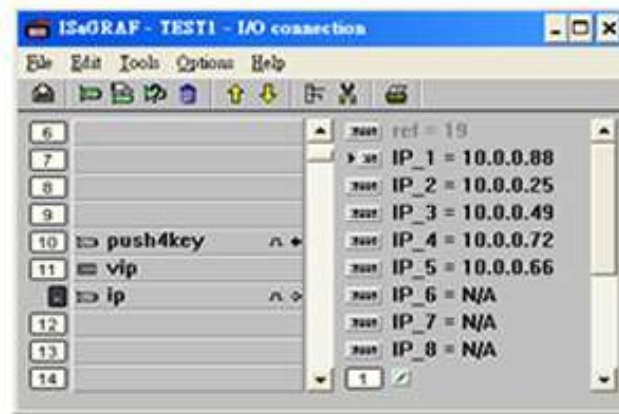 ISaGRAF - TEST1 - I/O connection
File Edit Tools Options Help
6
7
8
9
10 push4key
11 vip
ip
12
13
14
ref = 19
IP_1 = 10.0.0.88
IP_2 = 10.0.0.25
IP_3 = 10.0.0.49
IP_4 = 10.0.0.72
IP_5 = 10.0.0.66
IP_6 = N/A
IP_7 = N/A
IP_8 = N/A
1